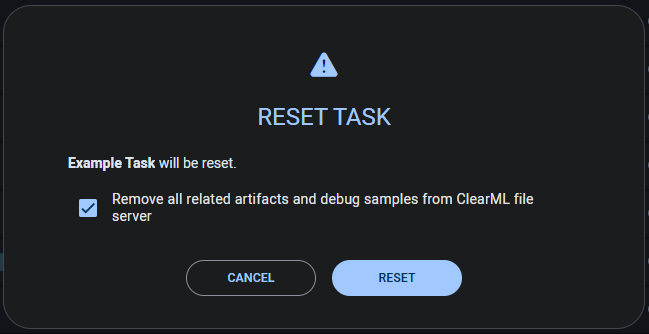 RESET TASK
Example Task will be reset.
Remove all related artifacts and debug samples from ClearML file
server
CANCEL
RESET